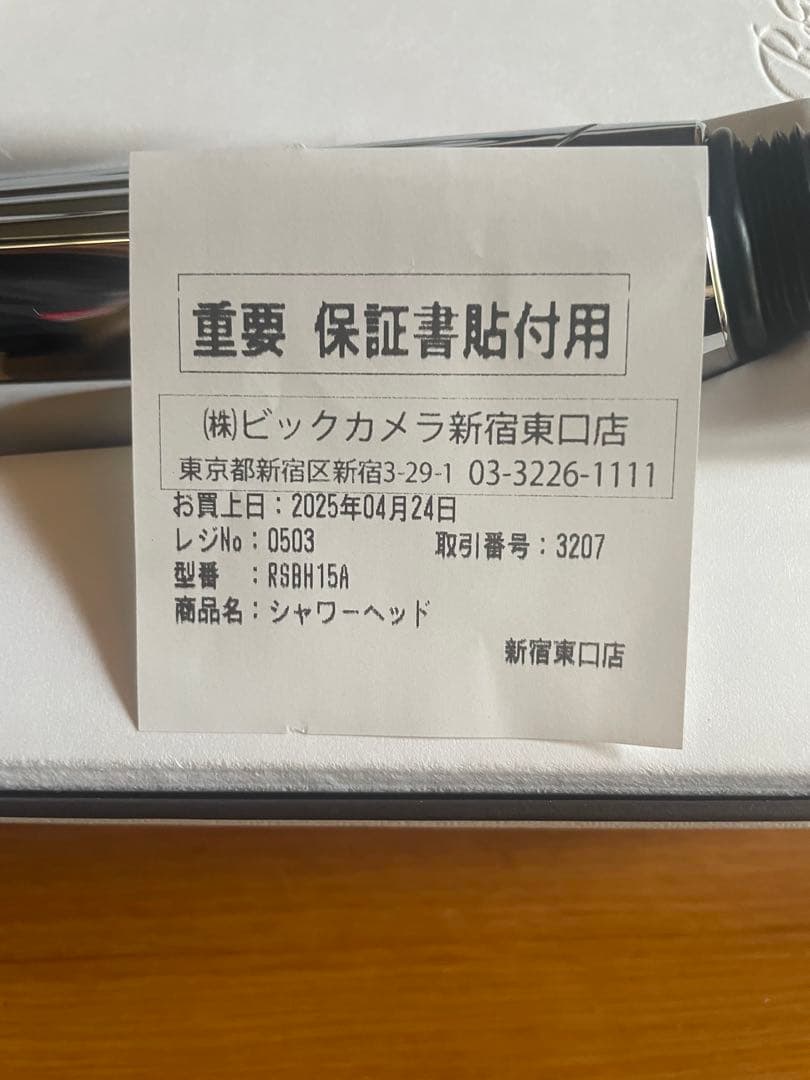 重要 保証書貼付用
㈱ビックカメラ新宿東口店
東京都新宿区新宿3-29-1 03-3226-1111
お買上日：2025年04月24日
レジNo：0503 取引番号：3207
型番 ：RSBH15A
商品名：シャワーヘッド
新宿東口店